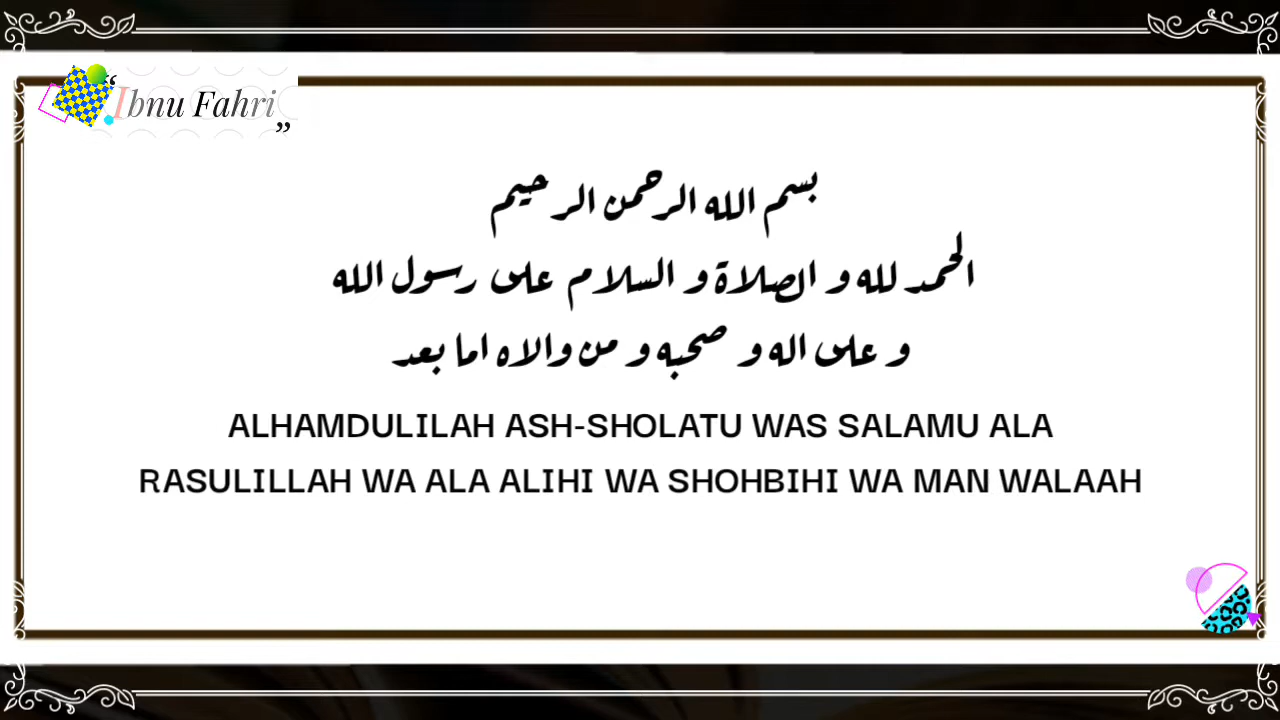 “Ibnu Fahri”
بسم الله الرحمن الرحيم
الحمد لله و الصلاة و السلام على رسول الله
و على اله و صحبه و من والاه اما بعد
ALHAMDULILAH ASH-SHOLATU WAS SALAMU ALA
RASULILLAH WA ALA ALIHI WA SHOHBIHI WA MAN WALAAH